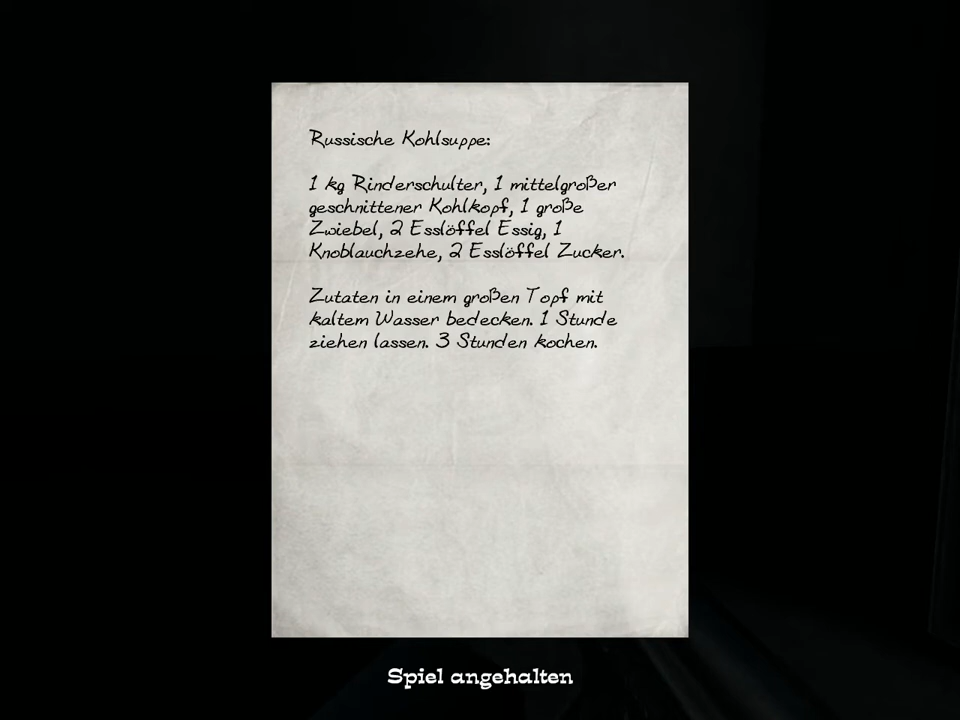 Russische Kohlsuppe:
1 kg Rinderschulter, 1 mittelgroßer
geschnittener Kohlkopf, 1 große
Zwiebel, 2 Esslöffel Essig, 1
Knoblauchzehe, 2 Esslöffel Zucker.
Zutaten in einem großen Topf mit
kaltem Wasser bedecken. 1 Stunde
ziehen lassen. 3 Stunden kochen.
Spiel angehalten